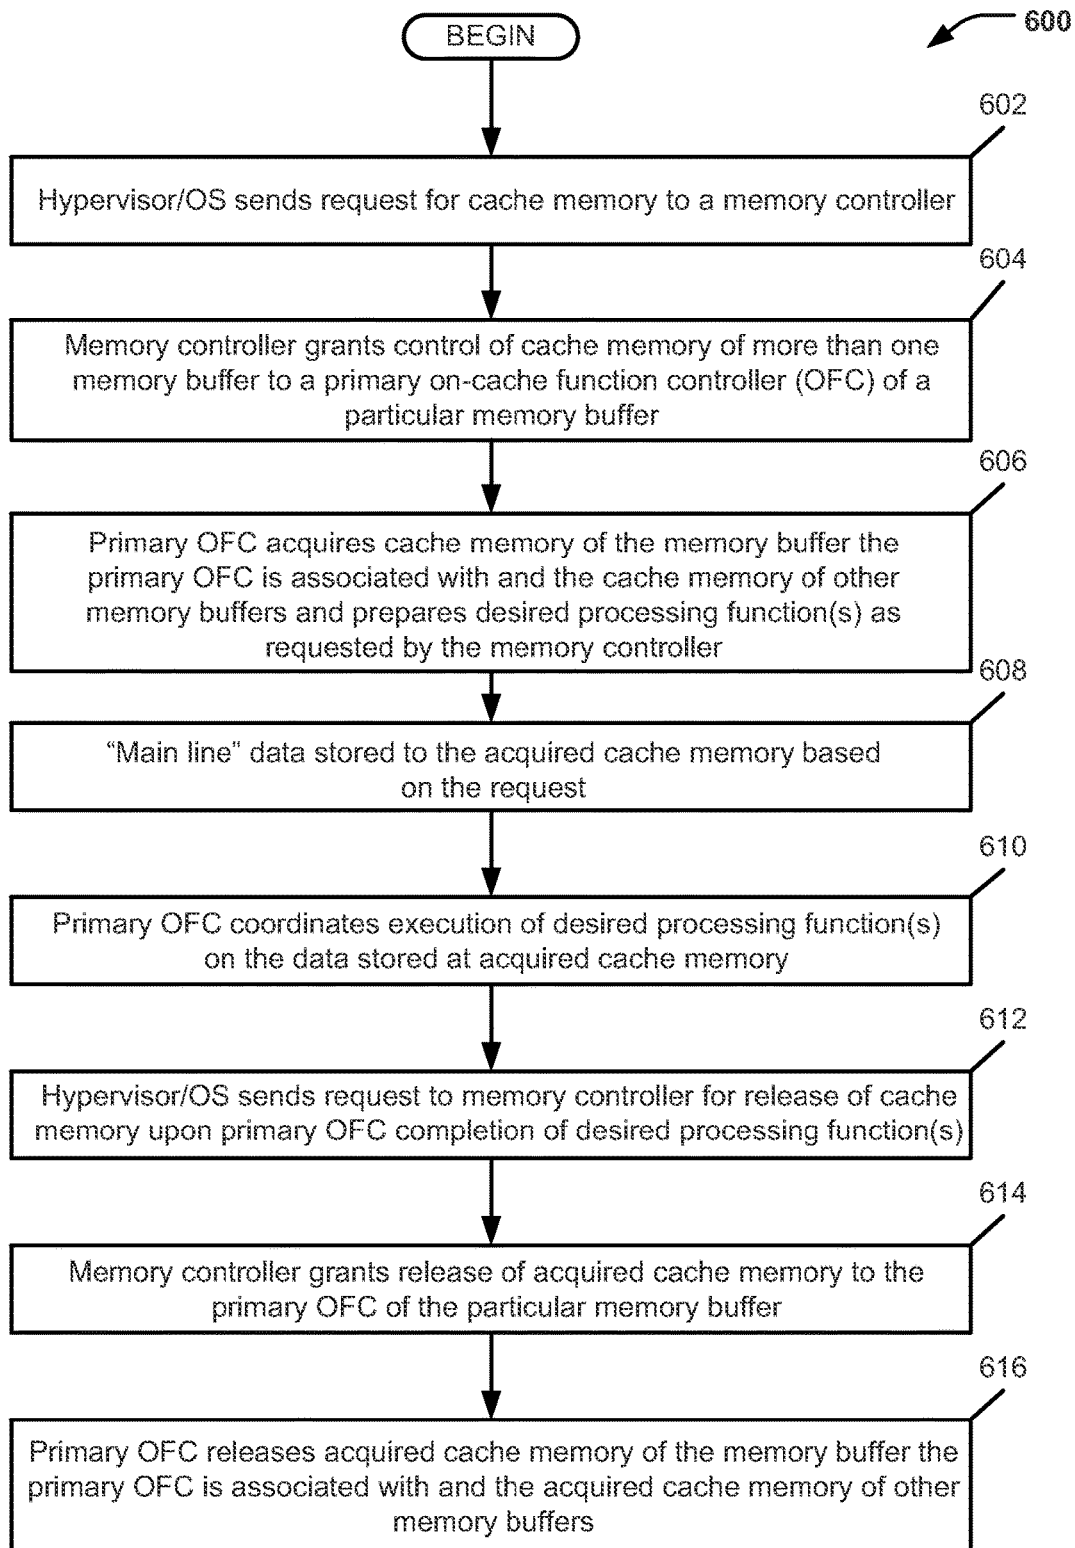 BEGIN
600
602
Hypervisor/OS sends request for cache memory to a memory controller
604
Memory controller grants control of cache memory of more than one
memory buffer to a primary on-cache function controller (OFC) of a
particular memory buffer
606
Primary OFC acquires cache memory of the memory buffer the
primary OFC is associated with and the cache memory of other
memory buffers and prepares desired processing function(s) as
requested by the memory controller
608
“Main line” data stored to the acquired cache memory based
on the request
610
Primary OFC coordinates execution of desired processing function(s)
on the data stored at acquired cache memory
612
Hypervisor/OS sends request to memory controller for release of cache
memory upon primary OFC completion of desired processing function(s)
614
Memory controller grants release of acquired cache memory to the
primary OFC of the particular memory buffer
616
Primary OFC releases acquired cache memory of the memory buffer the
primary OFC is associated with and the acquired cache memory of other
memory buffers